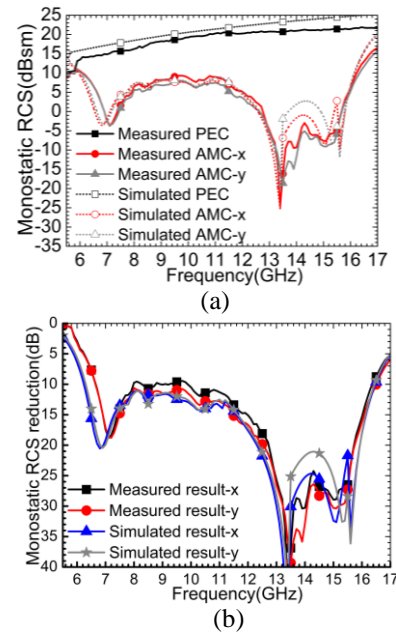 Monostatic RCS(dBsm)
25
20
15
10
5
0
-5
-10
-15
-20
-25
-30
-35
Measured PEC
Measured AMC-x
Measured AMC-y
Simulated PEC
Simulated AMC-x
Simulated AMC-y
6 7 8 9 10 11 12 13 14 15 16 17
Frequency(GHz)
(a)
Monostatic RCS reduction(dB)
0
5
10
15
20
25
30
35
40
Measured result-x
Measured result-y
Simulated result-x
Simulated result-y
6 7 8 9 10 11 12 13 14 15 16 17
Frequency(GHz)
(b)